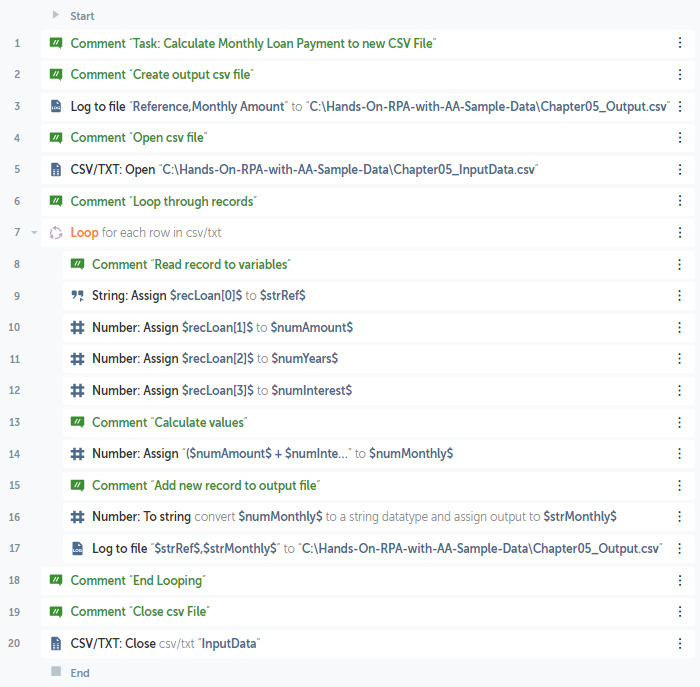 Start
1 Comment "Task: Calculate Monthly Loan Payment to new CSV File"
2 Comment "Create output csv file"
3 Log to file "Reference,Monthly Amount" to "C:\Hands-On-RPA-with-AA-Sample-Data\Chapter05_Output.csv"
4 Comment "Open csv file"
5 CSV/TXT: Open "C:\Hands-On-RPA-with-AA-Sample-Data\Chapter05_InputData.csv"
6 Comment "Loop through records"
7 Loop for each row in csv/txt
8 Comment "Read record to variables"
9 String: Assign $recLoan[0]$ to $strRef$
10 Number: Assign $recLoan[1]$ to $numAmount$
11 Number: Assign $recLoan[2]$ to $numYears$
12 Number: Assign $recLoan[3]$ to $numInterest$
13 Comment "Calculate values"
14 Number: Assign "($numAmount$ + $numInte..." to $numMonthly$
15 Comment "Add new record to output file"
16 Number: To string convert $numMonthly$ to a string datatype and assign output to $strMonthly$
17 Log to file "$strRef$,$strMonthly$" to "C:\Hands-On-RPA-with-AA-Sample-Data\Chapter05_Output.csv"
18 Comment "End Looping"
19 Comment "Close csv File"
20 CSV/TXT: Close csv/txt "InputData"
End